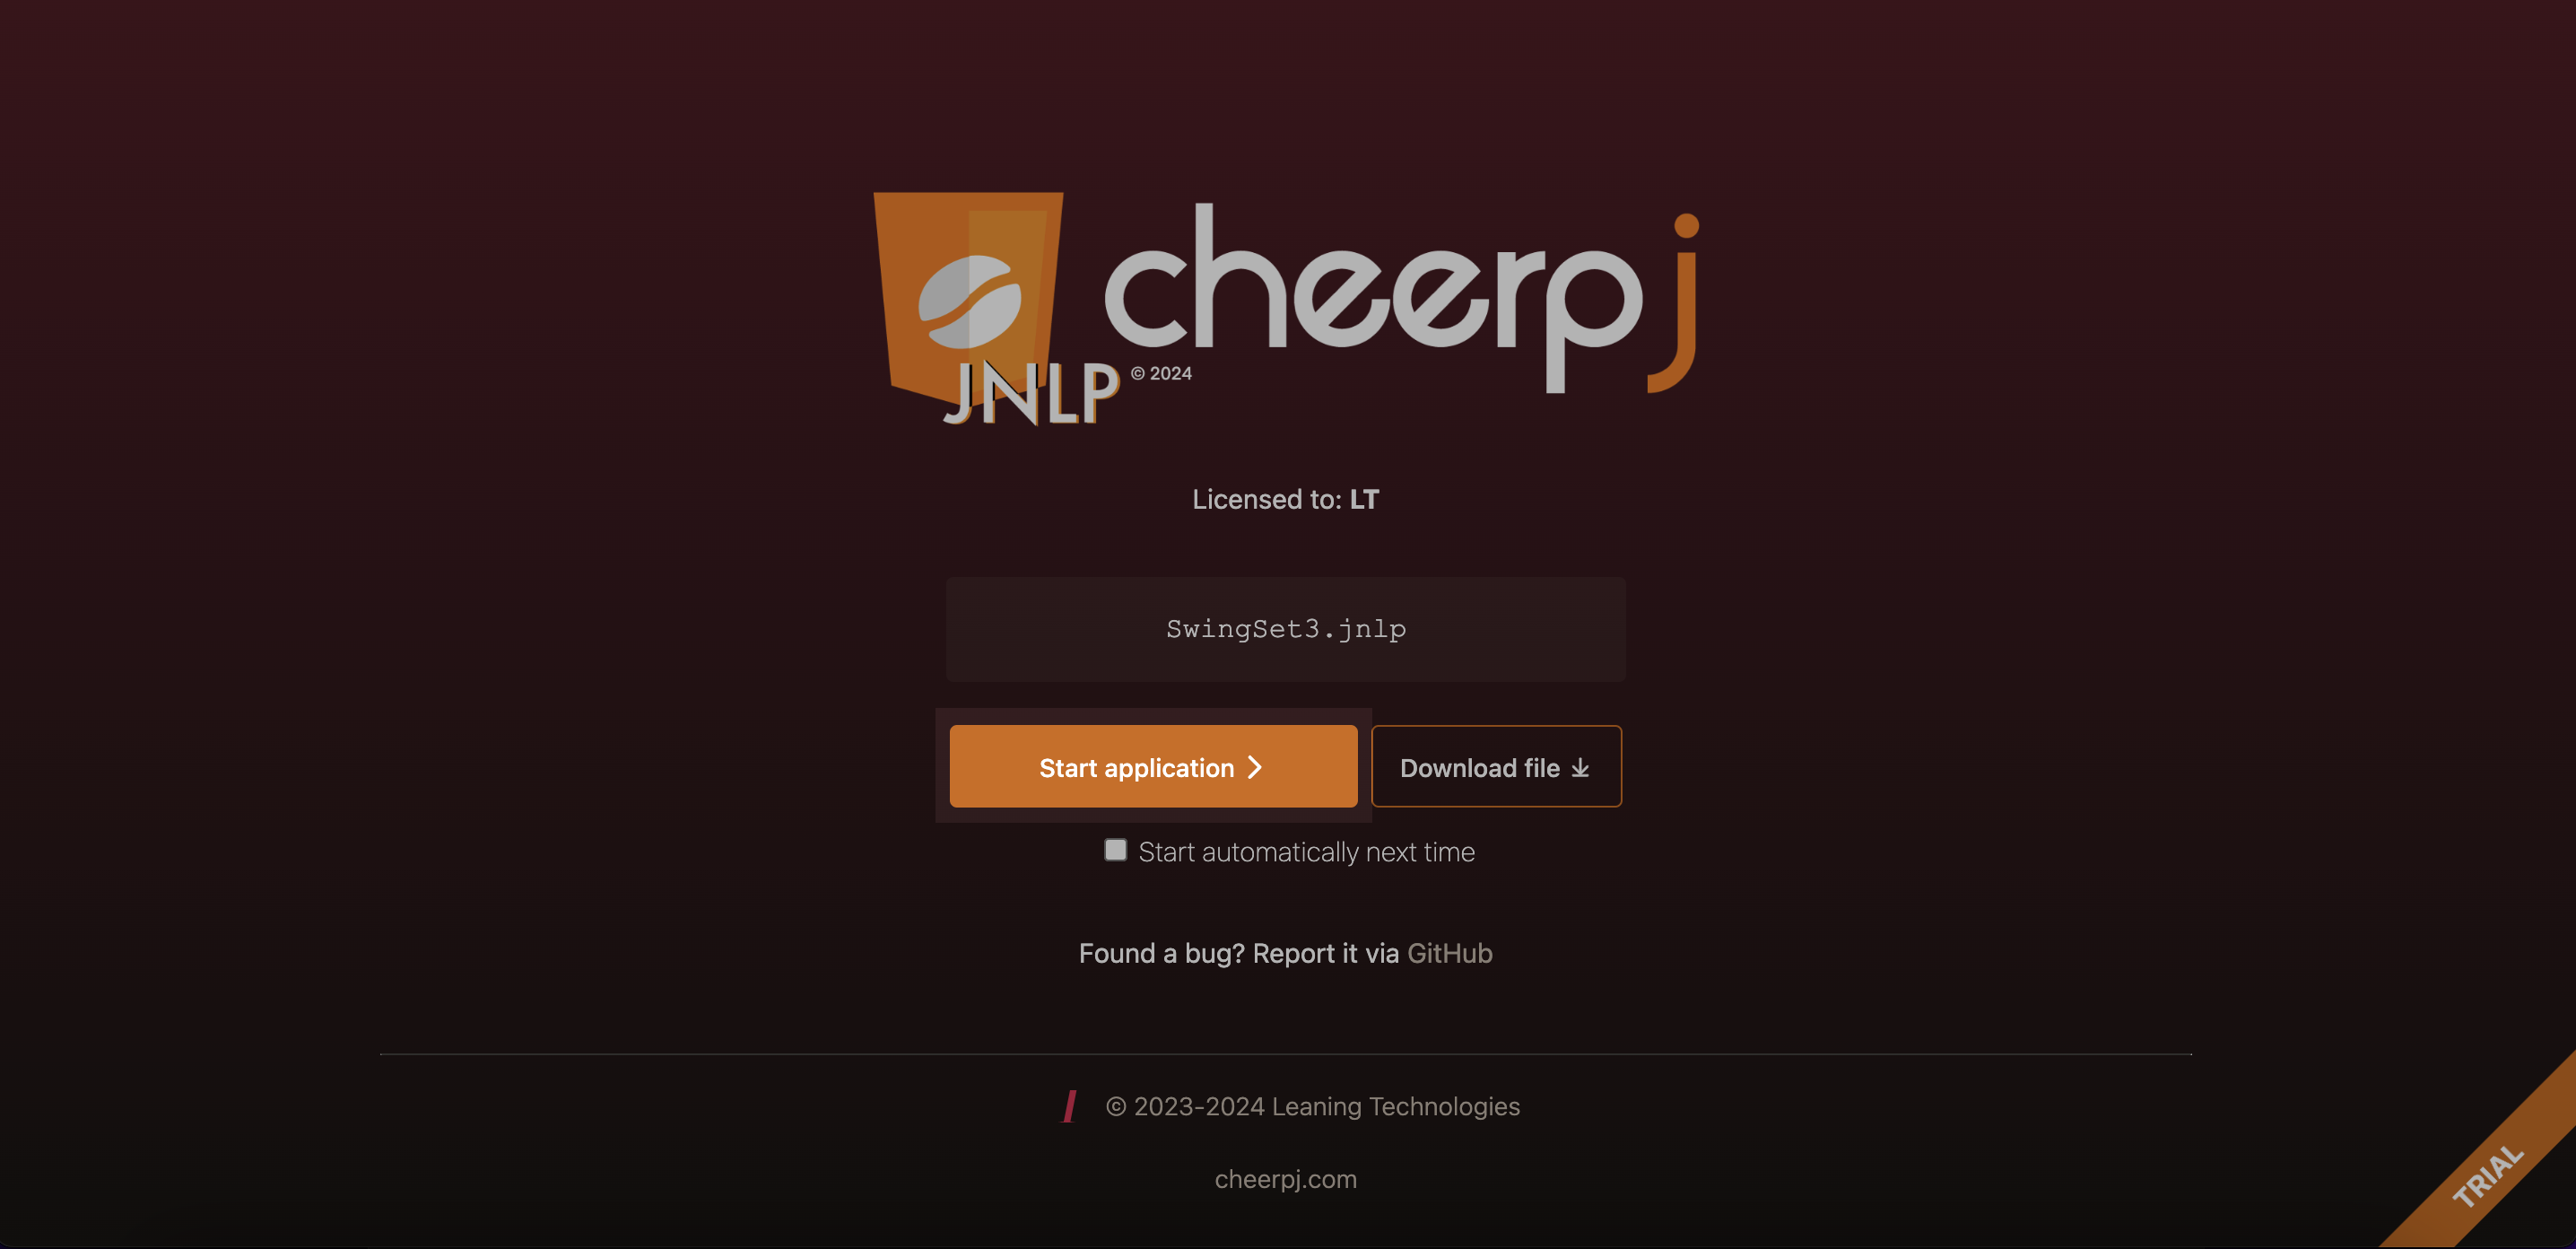 cheerpj
JNLP © 2024
Licensed to: LT
SwingSet3.jnlp
Start application
Download file
Start automatically next time
Found a bug? Report it via GitHub
© 2023-2024 Leaning Technologies
cheerpj.com
TRIAL